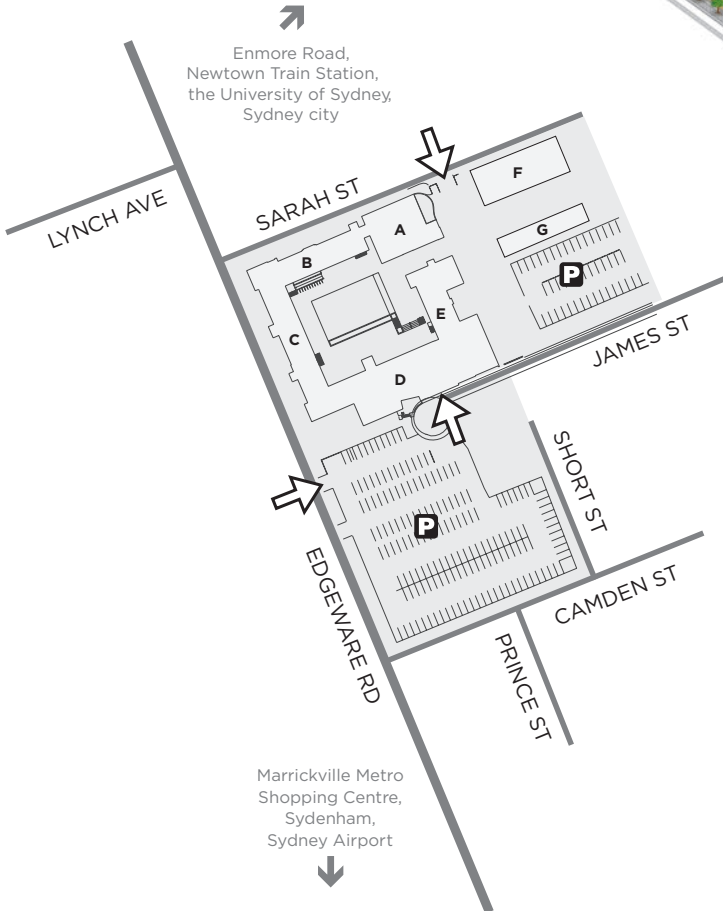 Enmore Road,
Newtown Train Station,
the University of Sydney,
Sydney city
LYNCH AVE
SARAH ST
F
A
G
B
P
E
C
JAMES ST
D
SHORT ST
P
EDGEWARE RD
CAMDEN ST
PRINCE ST
Marrickville Metro
Shopping Centre,
Sydenham,
Sydney Airport